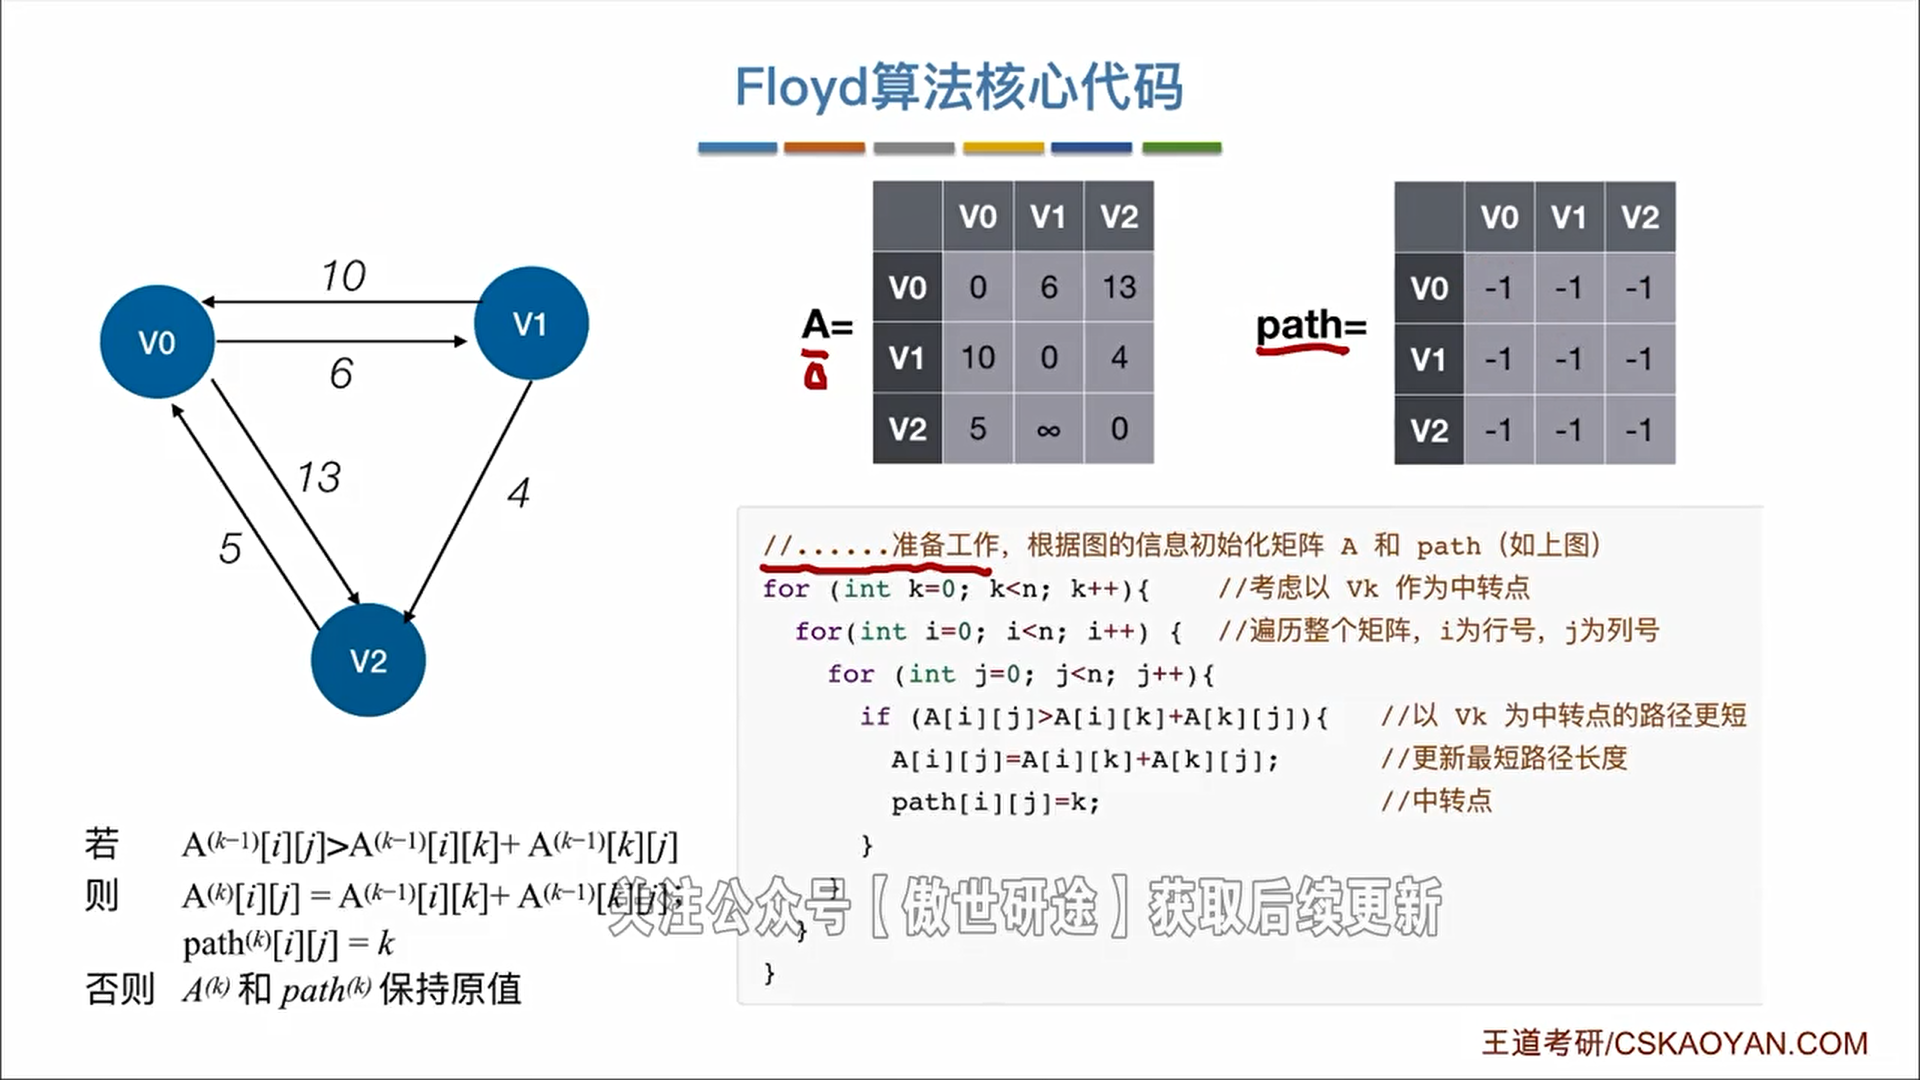 Floyd算法核心代码
10
6
13
5
4
V0
V1
V2
A=
V0 V1 V2
V0 0 6 13
V1 10 0 4
V2 5 ∞ 0
path=
V0 V1 V2
V0 -1 -1 -1
V1 -1 -1 -1
V2 -1 -1 -1
//......准备工作，根据图的信息初始化矩阵 A 和 path（如上图）
for (int k=0; k<n; k++){ //考虑以 Vk 作为中转点
for(int i=0; i<n; i++) { //遍历整个矩阵，i为行号，j为列号
for (int j=0; j<n; j++){
if (A[i][j]>A[i][k]+A[k][j]){ //以 Vk 为中转点的路径更短
A[i][j]=A[i][k]+A[k][j]; //更新最短路径长度
path[i][j]=k; //中转点
}
}
}
}
若 A⁽ᵏ⁻¹⁾[i][j]>A⁽ᵏ⁻¹⁾[i][k]+ A⁽ᵏ⁻¹⁾[k][j]
则 A⁽ᵏ⁾[i][j] = A⁽ᵏ⁻¹⁾[i][k]+ A⁽ᵏ⁻¹⁾[k][j];
path⁽ᵏ⁾[i][j] = k
否则 A⁽ᵏ⁾ 和 path⁽ᵏ⁾ 保持原值
关注公众号【傲世研途】获取后续更新
王道考研/CSKAOYAN.COM